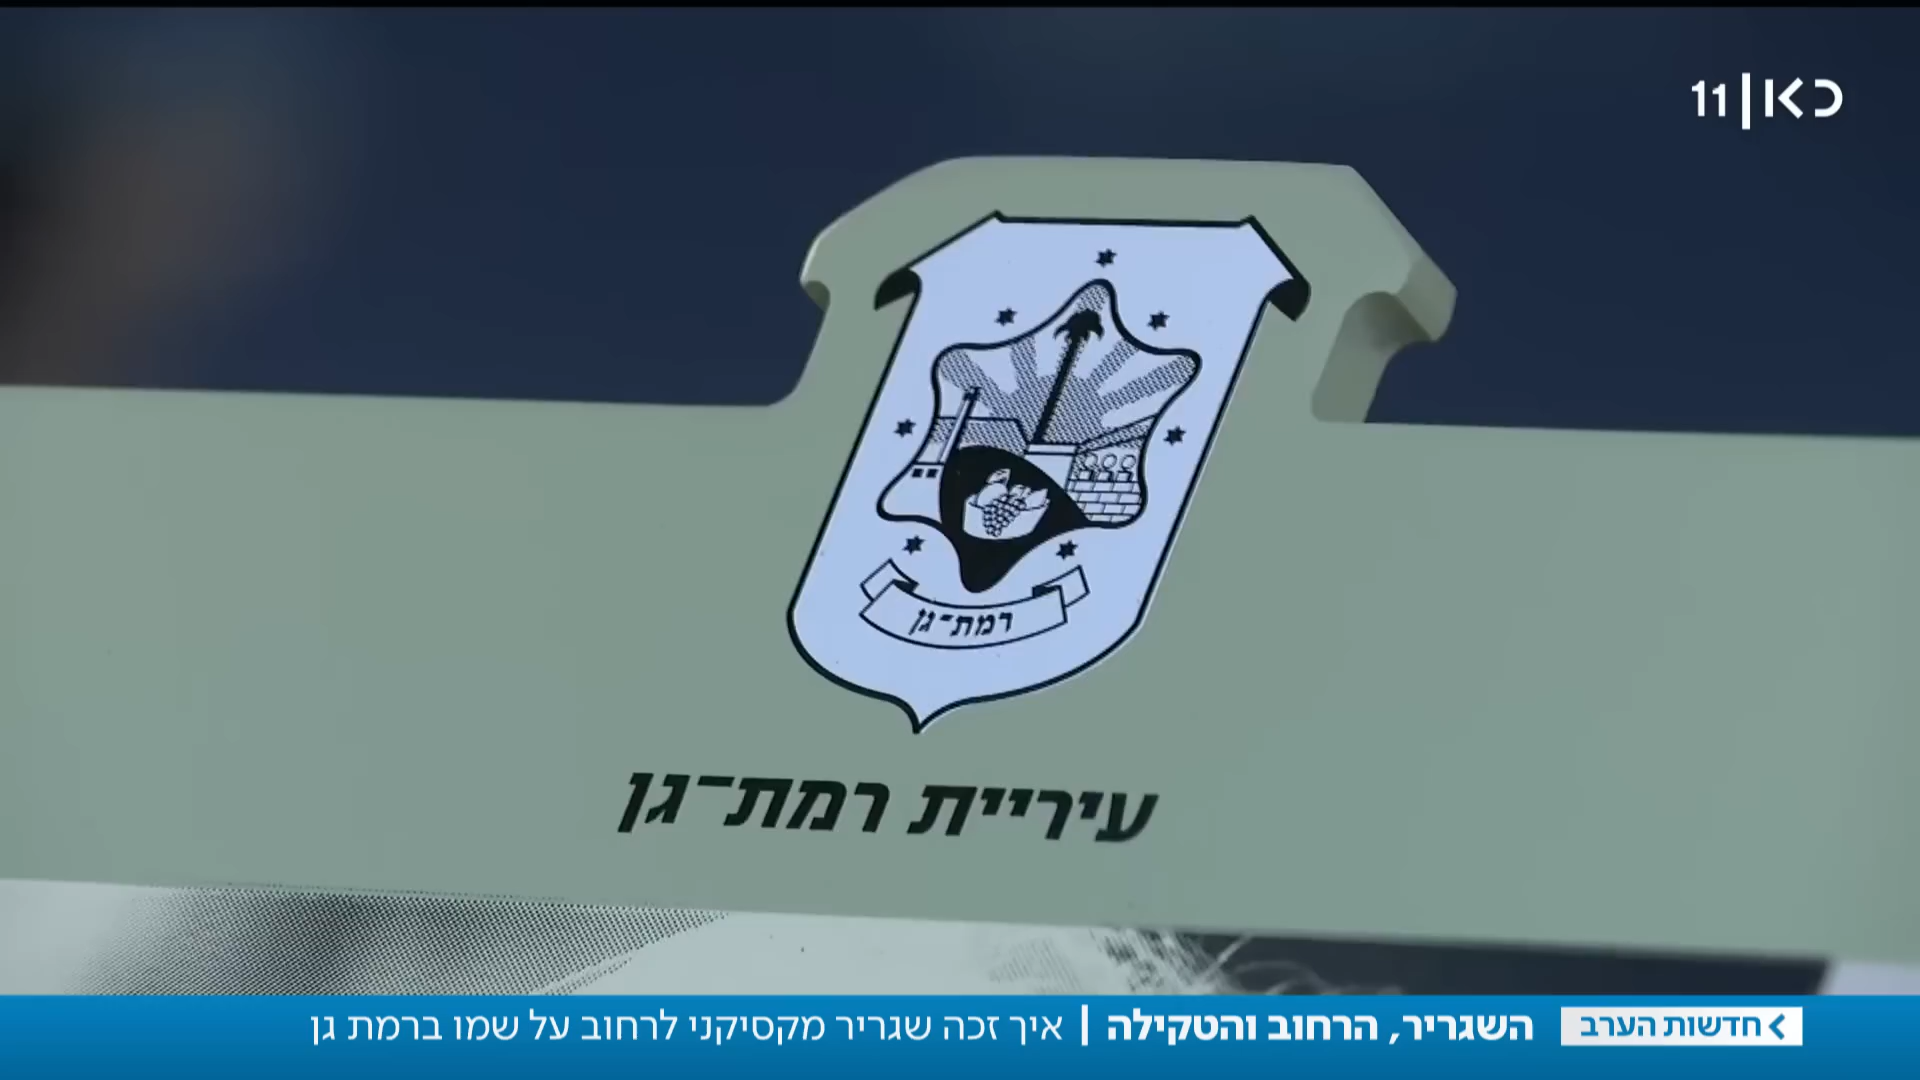 כאן 11
רמת־גן
עיריית רמת־גן
חדשות הערב
השגריר, הרחוב והטקילה | איך זכה שגריר מקסיקני לרחוב על שמו ברמת גן